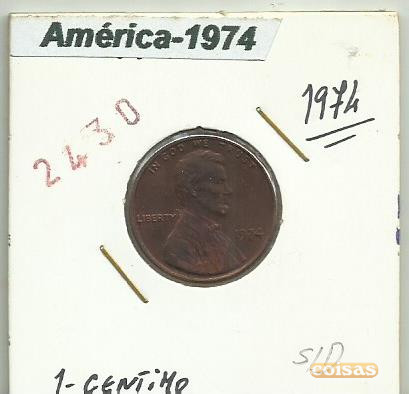 América-1974
1974
2430
IN GOD WE TRUST
LIBERTY
1974
S/D
coisas
1- CENTiMO